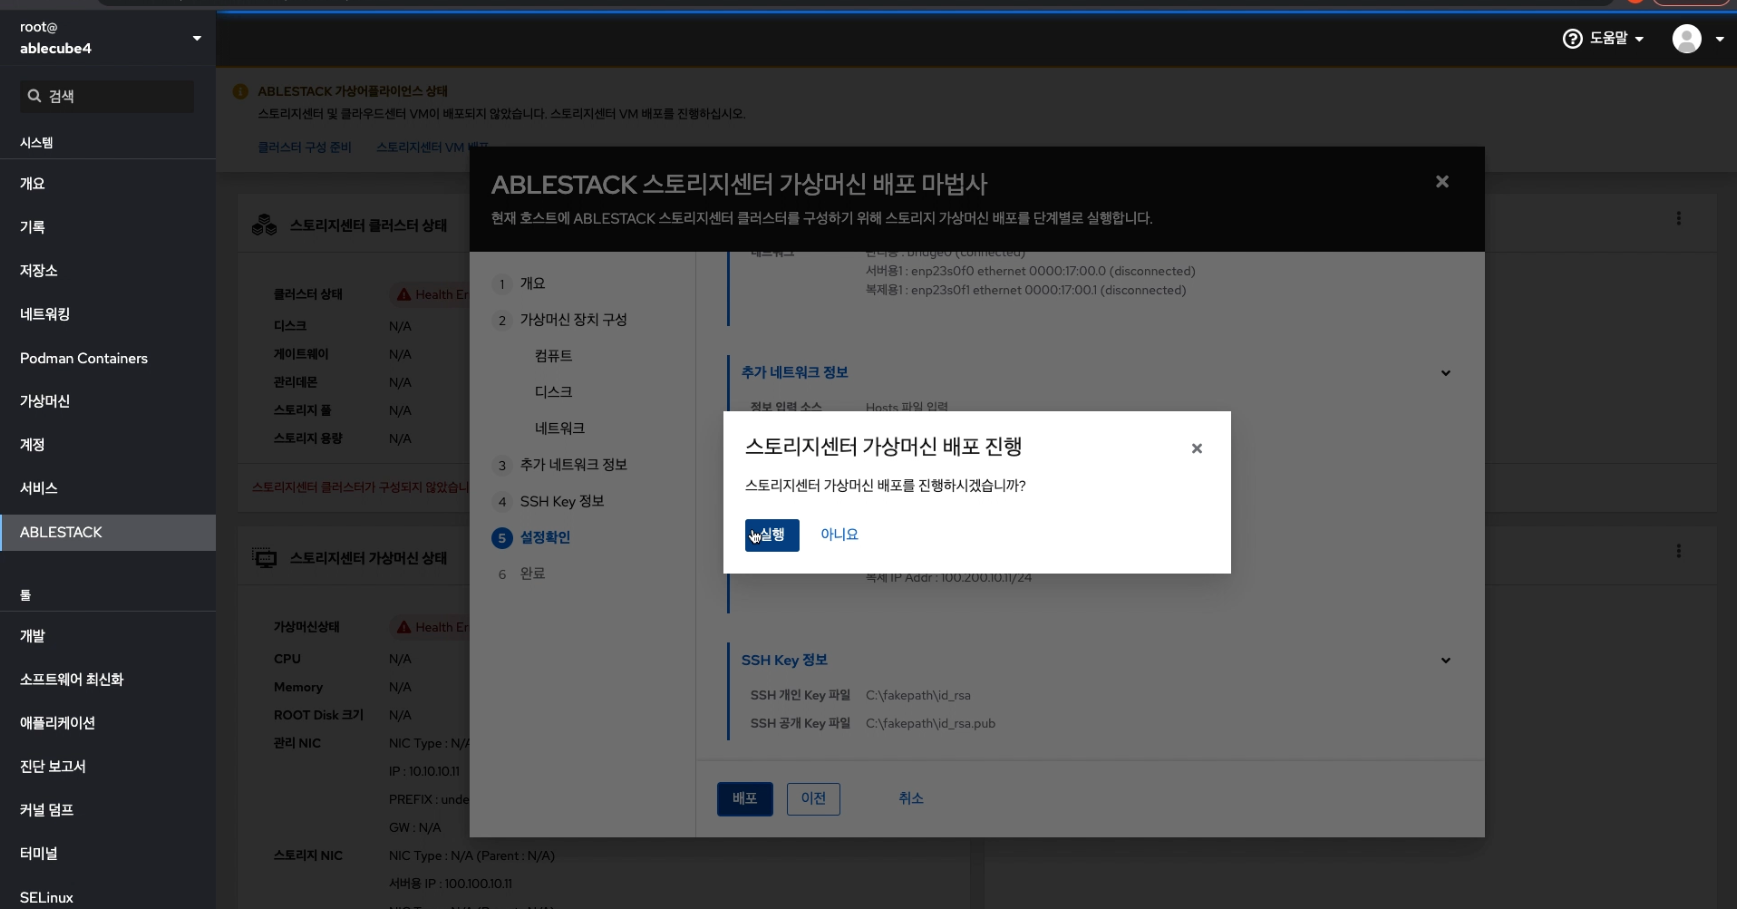 root@
ablecube4
도움말
검색
ABLESTACK 가상어플라이언스 상태
스토리지센터 및 클라우드센터 VM이 배포되지 않았습니다. 스토리지센터 VM 배포를 진행하십시오.
클러스터 구성 준비
스토리지센터 VM 배포
시스템
개요
기록
저장소
네트워킹
Podman Containers
가상머신
계정
서비스
ABLESTACK
툴
개발
소프트웨어 최신화
애플리케이션
진단 보고서
커널 덤프
터미널
SELinux
스토리지센터 클러스터 상태
클러스터 상태 Health Er
디스크 N/A
게이트웨이 N/A
관리데몬 N/A
스토리지 풀 N/A
스토리지 용량 N/A
스토리지센터 클러스터가 구성되지 않았습니
스토리지센터 가상머신 상태
가상머신상태 Health Er
CPU N/A
Memory N/A
ROOT Disk 크기 N/A
관리 NIC NIC Type : N/A
IP : 10.10.10.11
PREFIX : unde
GW : N/A
스토리지 NIC NIC Type : N/A (Parent : N/A)
서버용 IP : 100.100.10.11
ABLESTACK 스토리지센터 가상머신 배포 마법사
현재 호스트에 ABLESTACK 스토리지센터 클러스터를 구성하기 위해 스토리지 가상머신 배포를 단계별로 실행합니다.
1 개요
2 가상머신 장치 구성
컴퓨트
디스크
네트워크
3 추가 네트워크 정보
4 SSH Key 정보
5 설정확인
6 완료
네트워크 관리용 : bridge0 (connected)
서버용1 : enp23s0f0 ethernet 0000:17:00.0 (disconnected)
복제용1 : enp23s0f1 ethernet 0000:17:00.1 (disconnected)
추가 네트워크 정보
정보 입력 소스 Hosts 파일 입력
스토리지센터 가상머신 배포 진행
스토리지센터 가상머신 배포를 진행하시겠습니까?
실행 아니요
복제 IP Addr : 100.200.10.11/24
SSH Key 정보
SSH 개인 Key 파일 C:\fakepath\id_rsa
SSH 공개 Key 파일 C:\fakepath\id_rsa.pub
배포 이전 취소